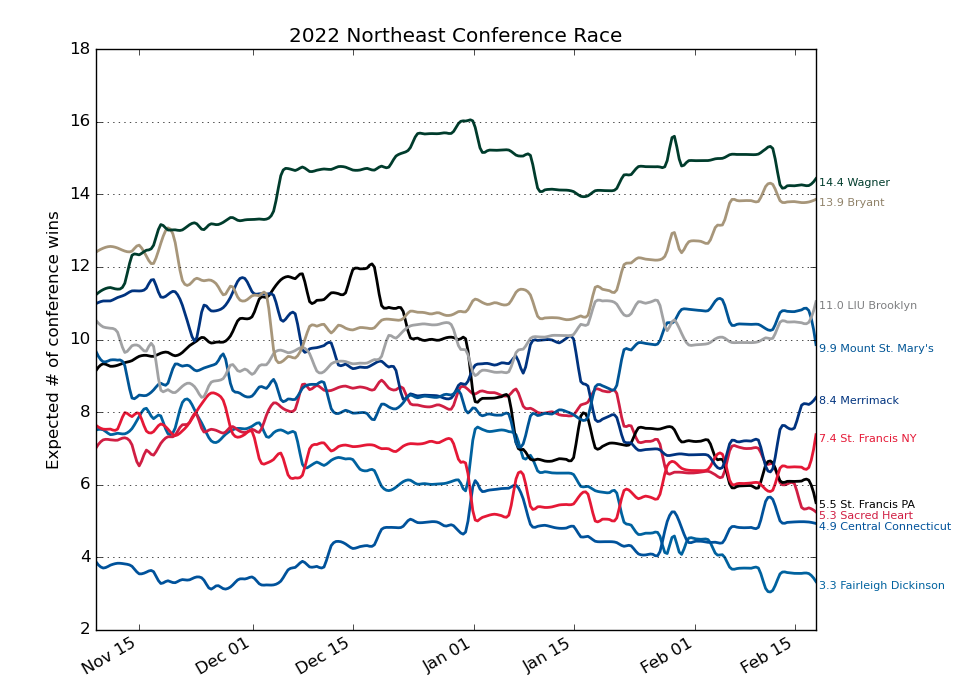 2022 Northeast Conference Race
Expected # of conference wins
18
16
14
12
10
8
6
4
2
Nov 15
Dec 01
Dec 15
Jan 01
Jan 15
Feb 01
Feb 15
14.4 Wagner
13.9 Bryant
11.0 LIU Brooklyn
9.9 Mount St. Mary's
8.4 Merrimack
7.4 St. Francis NY
5.5 St. Francis PA
5.3 Sacred Heart
4.9 Central Connecticut
3.3 Fairleigh Dickinson